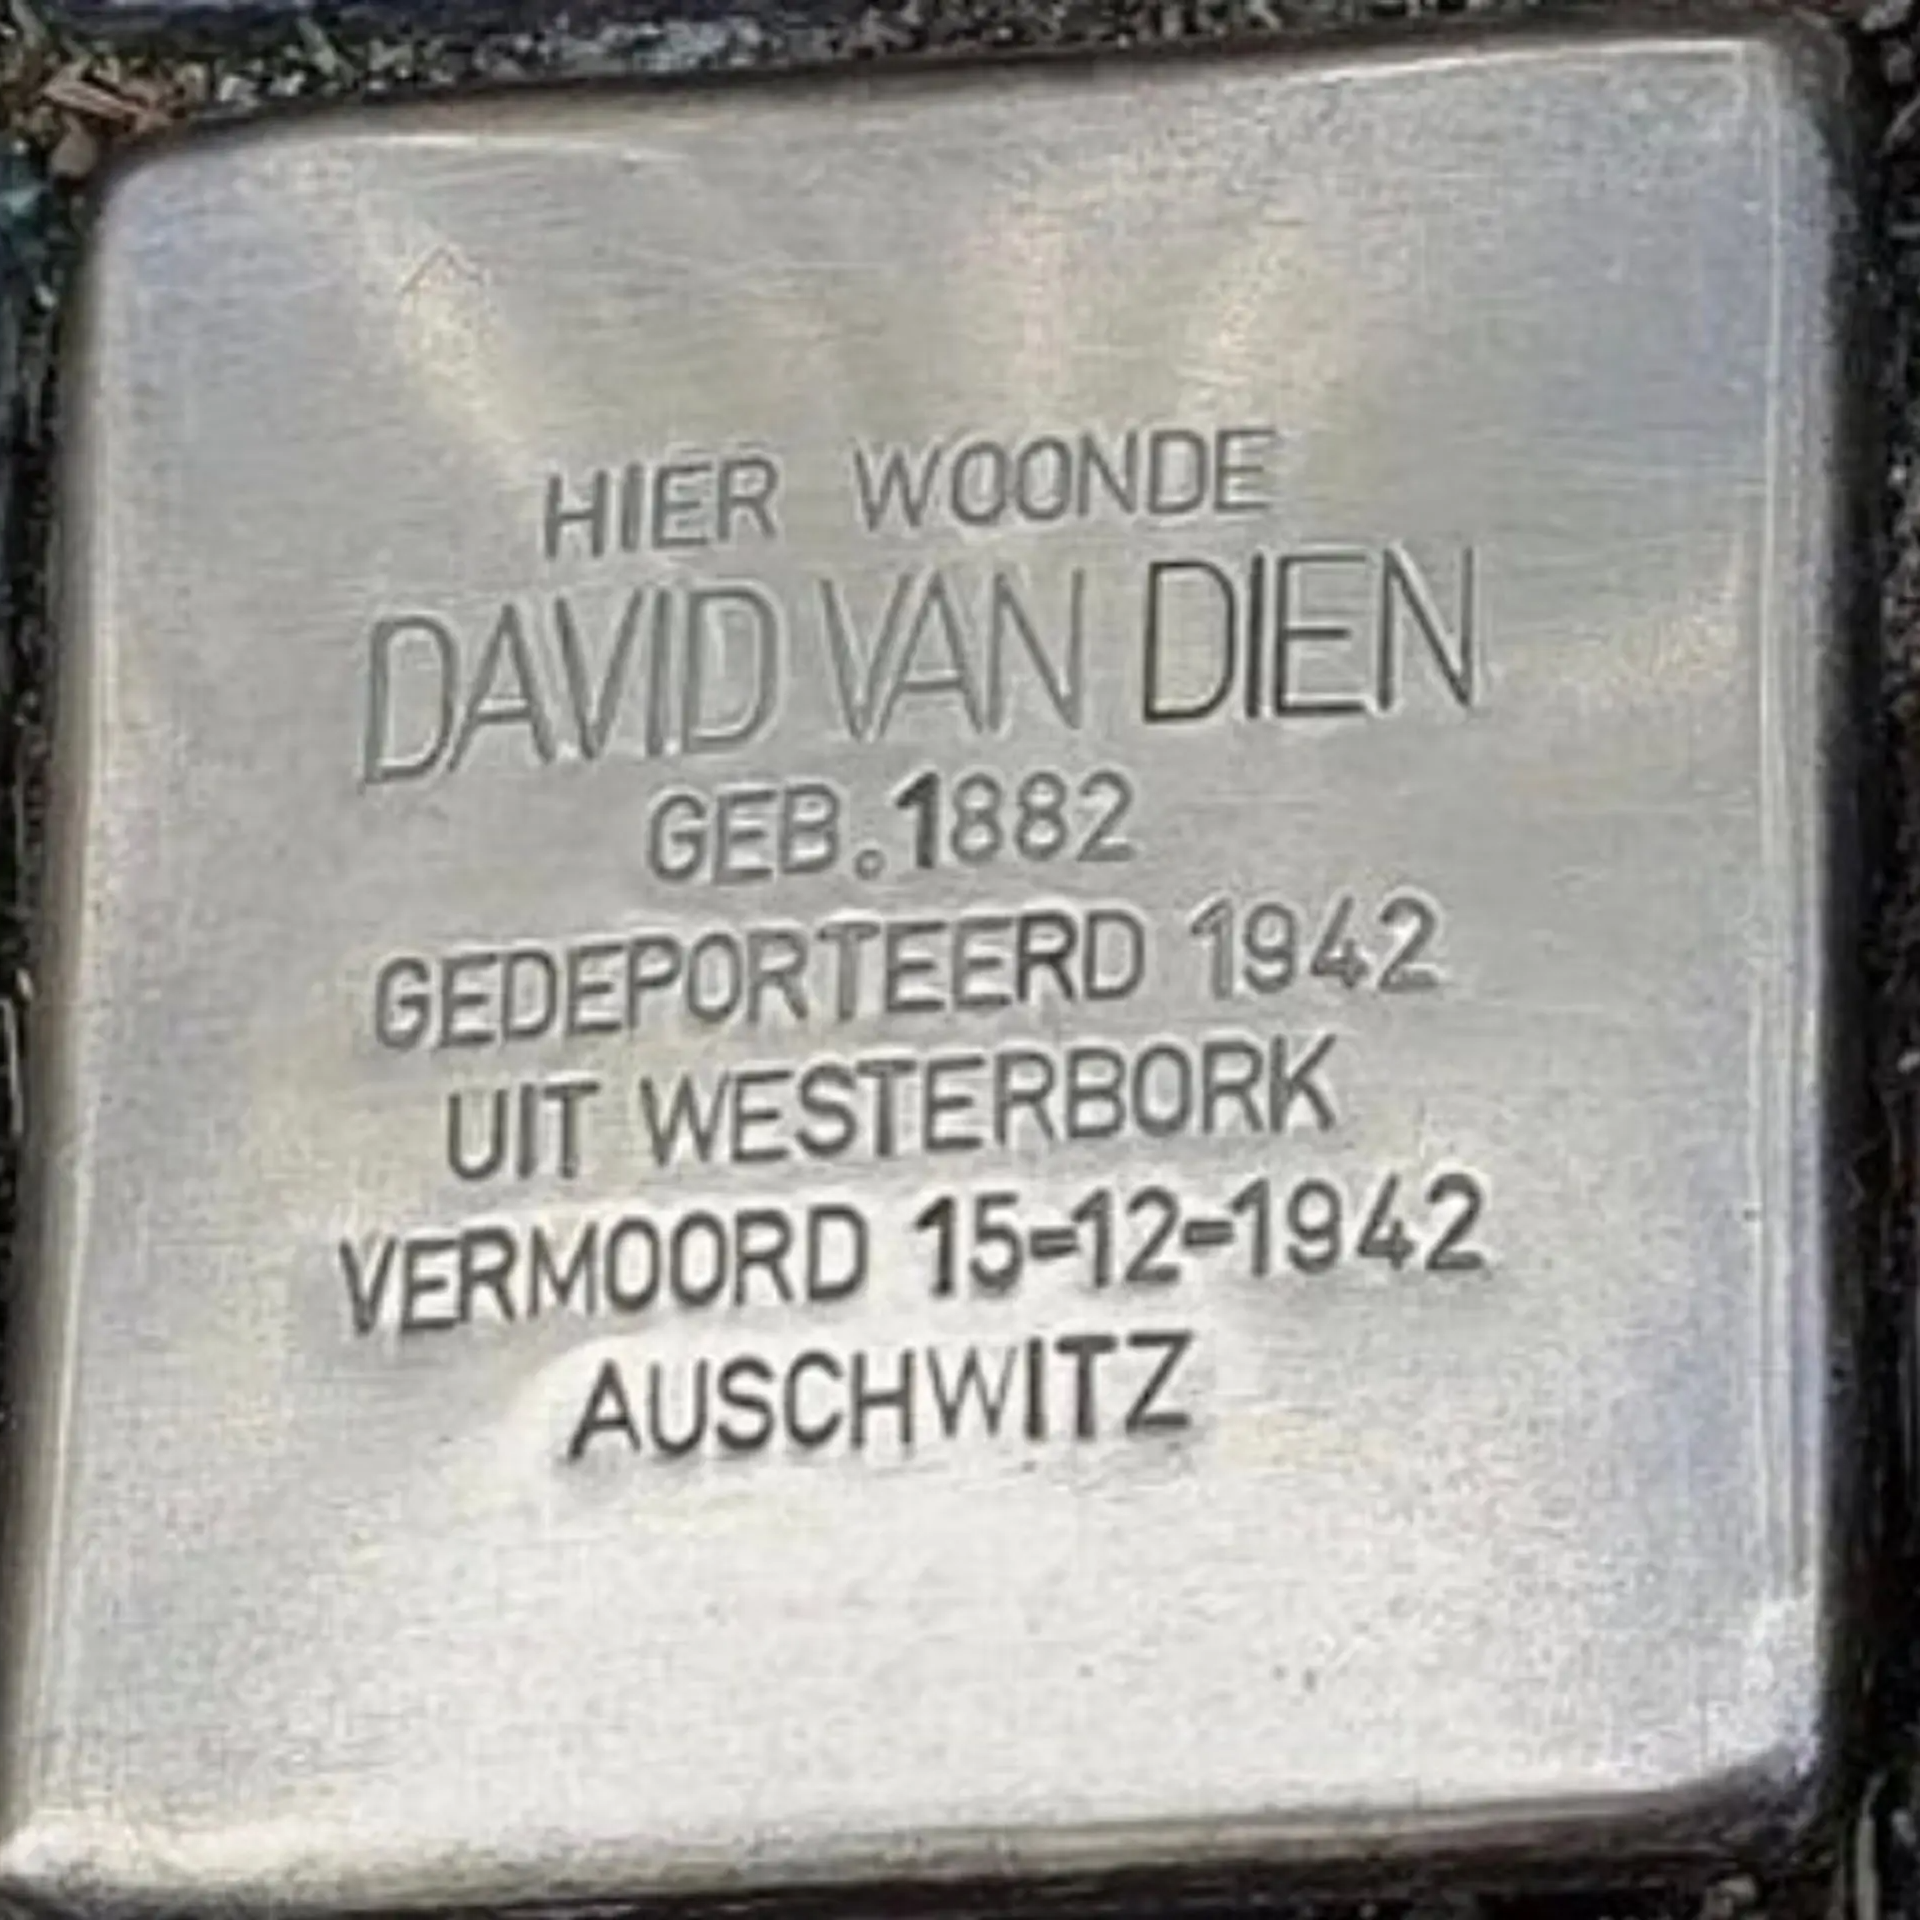 HIER WOONDE
DAVID VAN DIEN
GEB.1882
GEDEPORTEERD 1942
UIT WESTERBORK
VERMOORD 15-12-1942
AUSCHWITZ